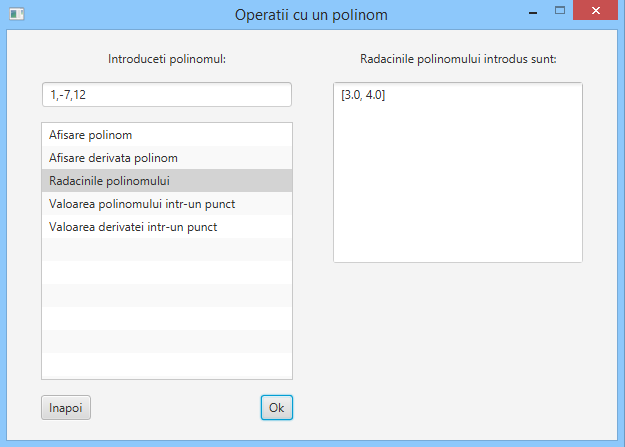 Operatii cu un polinom
Introduceti polinomul:
1,-7,12
Afisare polinom
Afisare derivata polinom
Radacinile polinomului
Valoarea polinomului intr-un punct
Valoarea derivatei intr-un punct
Inapoi
Ok
Radacinile polinomului introdus sunt:
[3.0, 4.0]